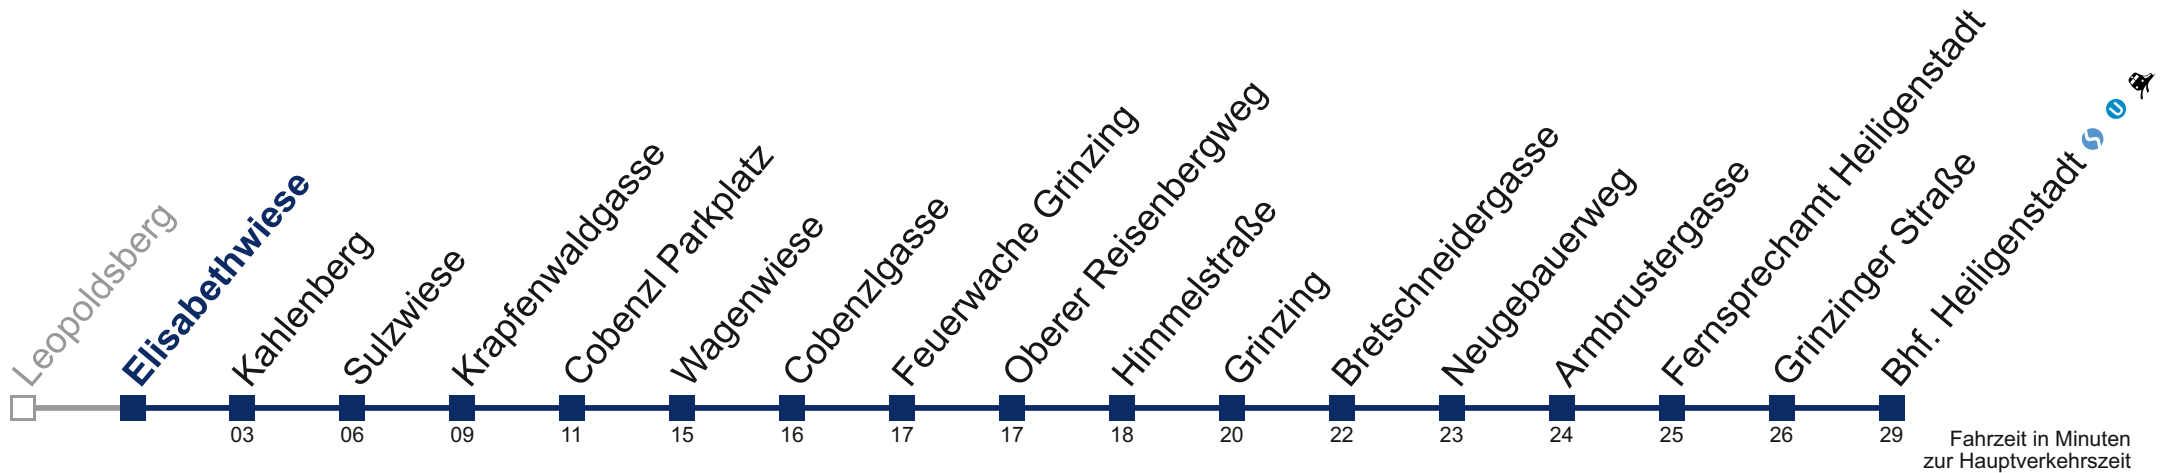 Leopoldsberg
Elisabethwiese
Kahlenberg
Sulzwiese
Krapfenwaldgasse
Cobenzl Parkplatz
Wagenwiese
Cobenzlgasse
Feuerwache Grinzing
Oberer Reisenbergweg
Himmelstraße
Grinzing
Bretschneidergasse
Neugebauerweg
Armbrustergasse
Fernsprechamt Heiligenstadt
Grinzinger Straße
Bhf. Heiligenstadt S U
03 06 09 11 15 16 17 17 18 20 22 23 24 25 26 29
Fahrzeit in Minuten
zur Hauptverkehrszeit